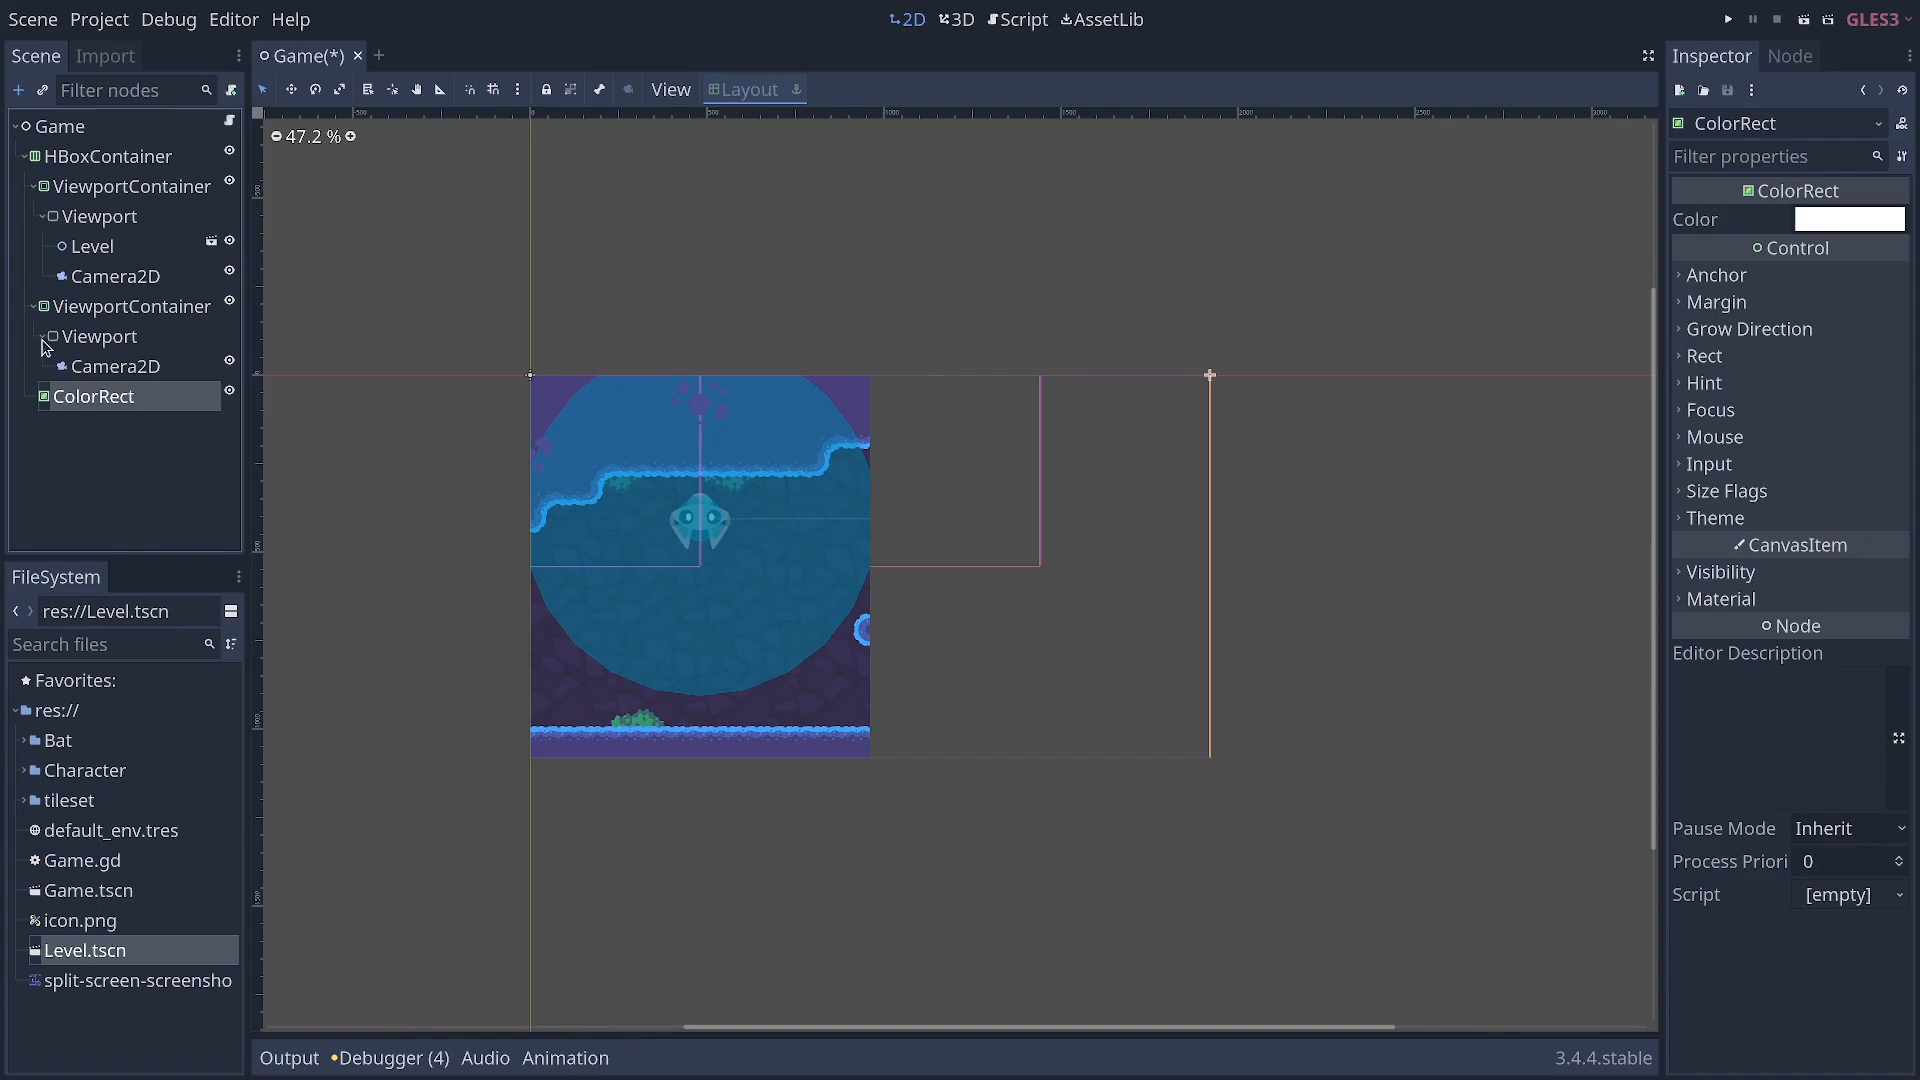 Scene Project Debug Editor Help
2D 3D Script AssetLib
GLES3
Scene Import
Game(*)
Inspector Node
Filter nodes
View Layout
ColorRect
Filter properties
47.2 %
Game
HBoxContainer
ViewportContainer
Viewport
Level
Camera2D
ViewportContainer
Viewport
Camera2D
ColorRect
ColorRect
Color
Control
Anchor
Margin
Grow Direction
Rect
Hint
Focus
Mouse
Input
Size Flags
Theme
CanvasItem
Visibility
Material
Node
Editor Description
Pause Mode Inherit
Process Priori 0
Script [empty]
FileSystem
res://Level.tscn
Search files
Favorites:
res://
Bat
Character
tileset
default_env.tres
Game.gd
Game.tscn
icon.png
Level.tscn
split-screen-screensho
Output Debugger (4) Audio Animation
3.4.4.stable